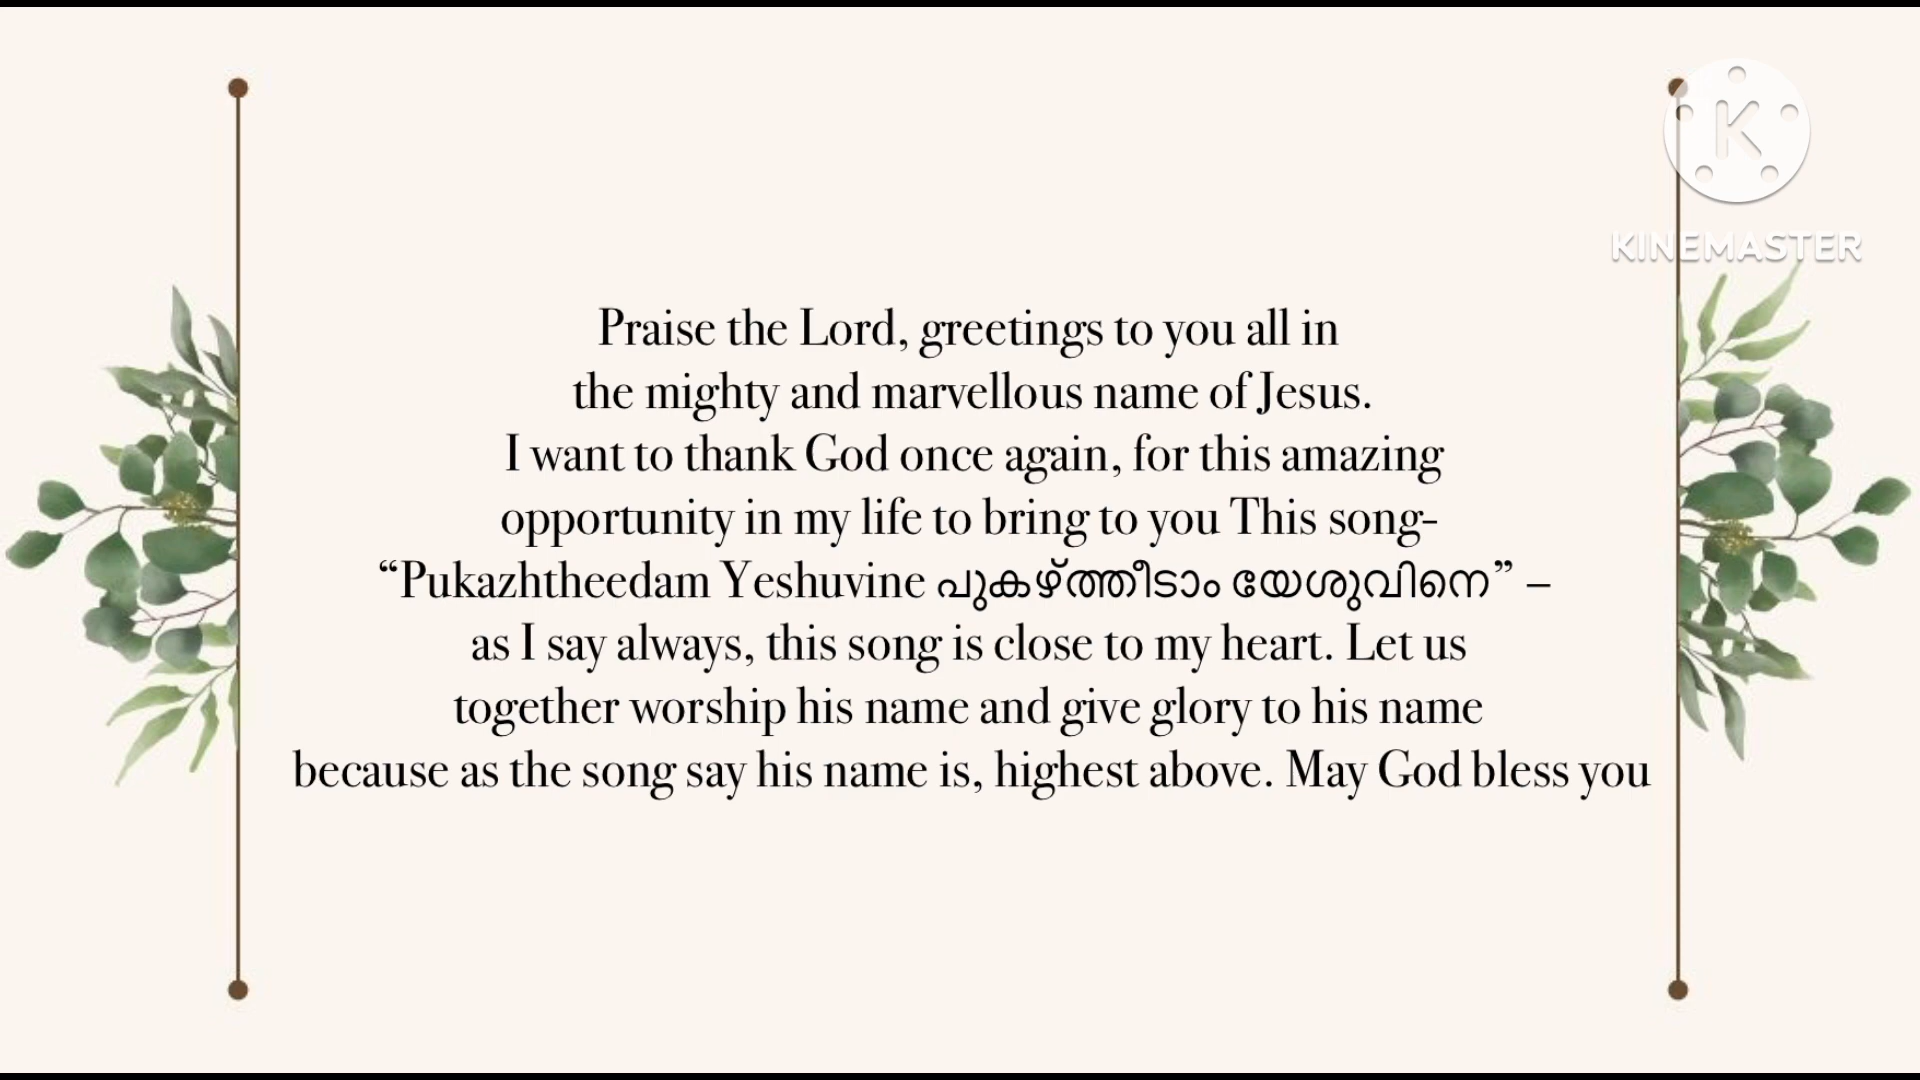 KINEMASTER
Praise the Lord, greetings to you all in
the mighty and marvellous name of Jesus.
I want to thank God once again, for this amazing
opportunity in my life to bring to you This song-
“Pukazhtheedam Yeshuvine പുകഴ്ത്തീടാം യേശുവിനെ” –
as I say always, this song is close to my heart. Let us
together worship his name and give glory to his name
because as the song say his name is, highest above. May God bless you